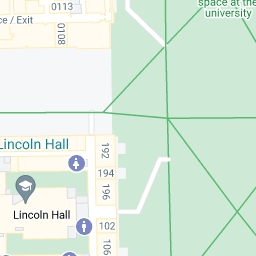 0113
ce / Exit
0108
space at the
university
Lincoln Hall
192
194
196
Lincoln Hall
102
106